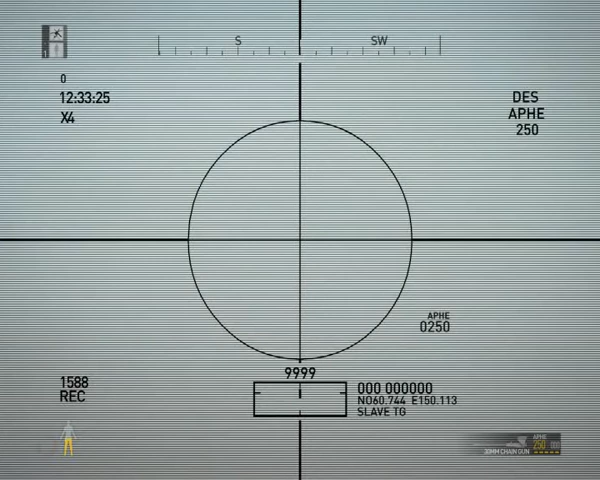 S SW
1
0
12:33:25
X4
DES
APHE
250
APHE
0250
9999
1588
REC
000 000000
NO60.744 E150.113
SLAVE TG
APHE
250
30MM CHAIN GUN